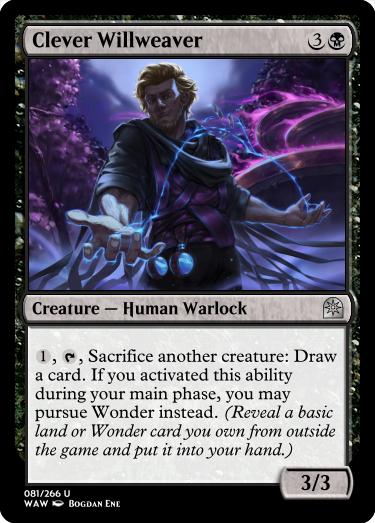 Clever Willweaver 3
Creature — Human Warlock
1, , Sacrifice another creature: Draw
a card. If you activated this ability
during your main phase, you may
pursue Wonder instead. (Reveal a basic
land or Wonder card you own from outside
the game and put it into your hand.)
3/3
081/266 U
WAW Bogdan Ene